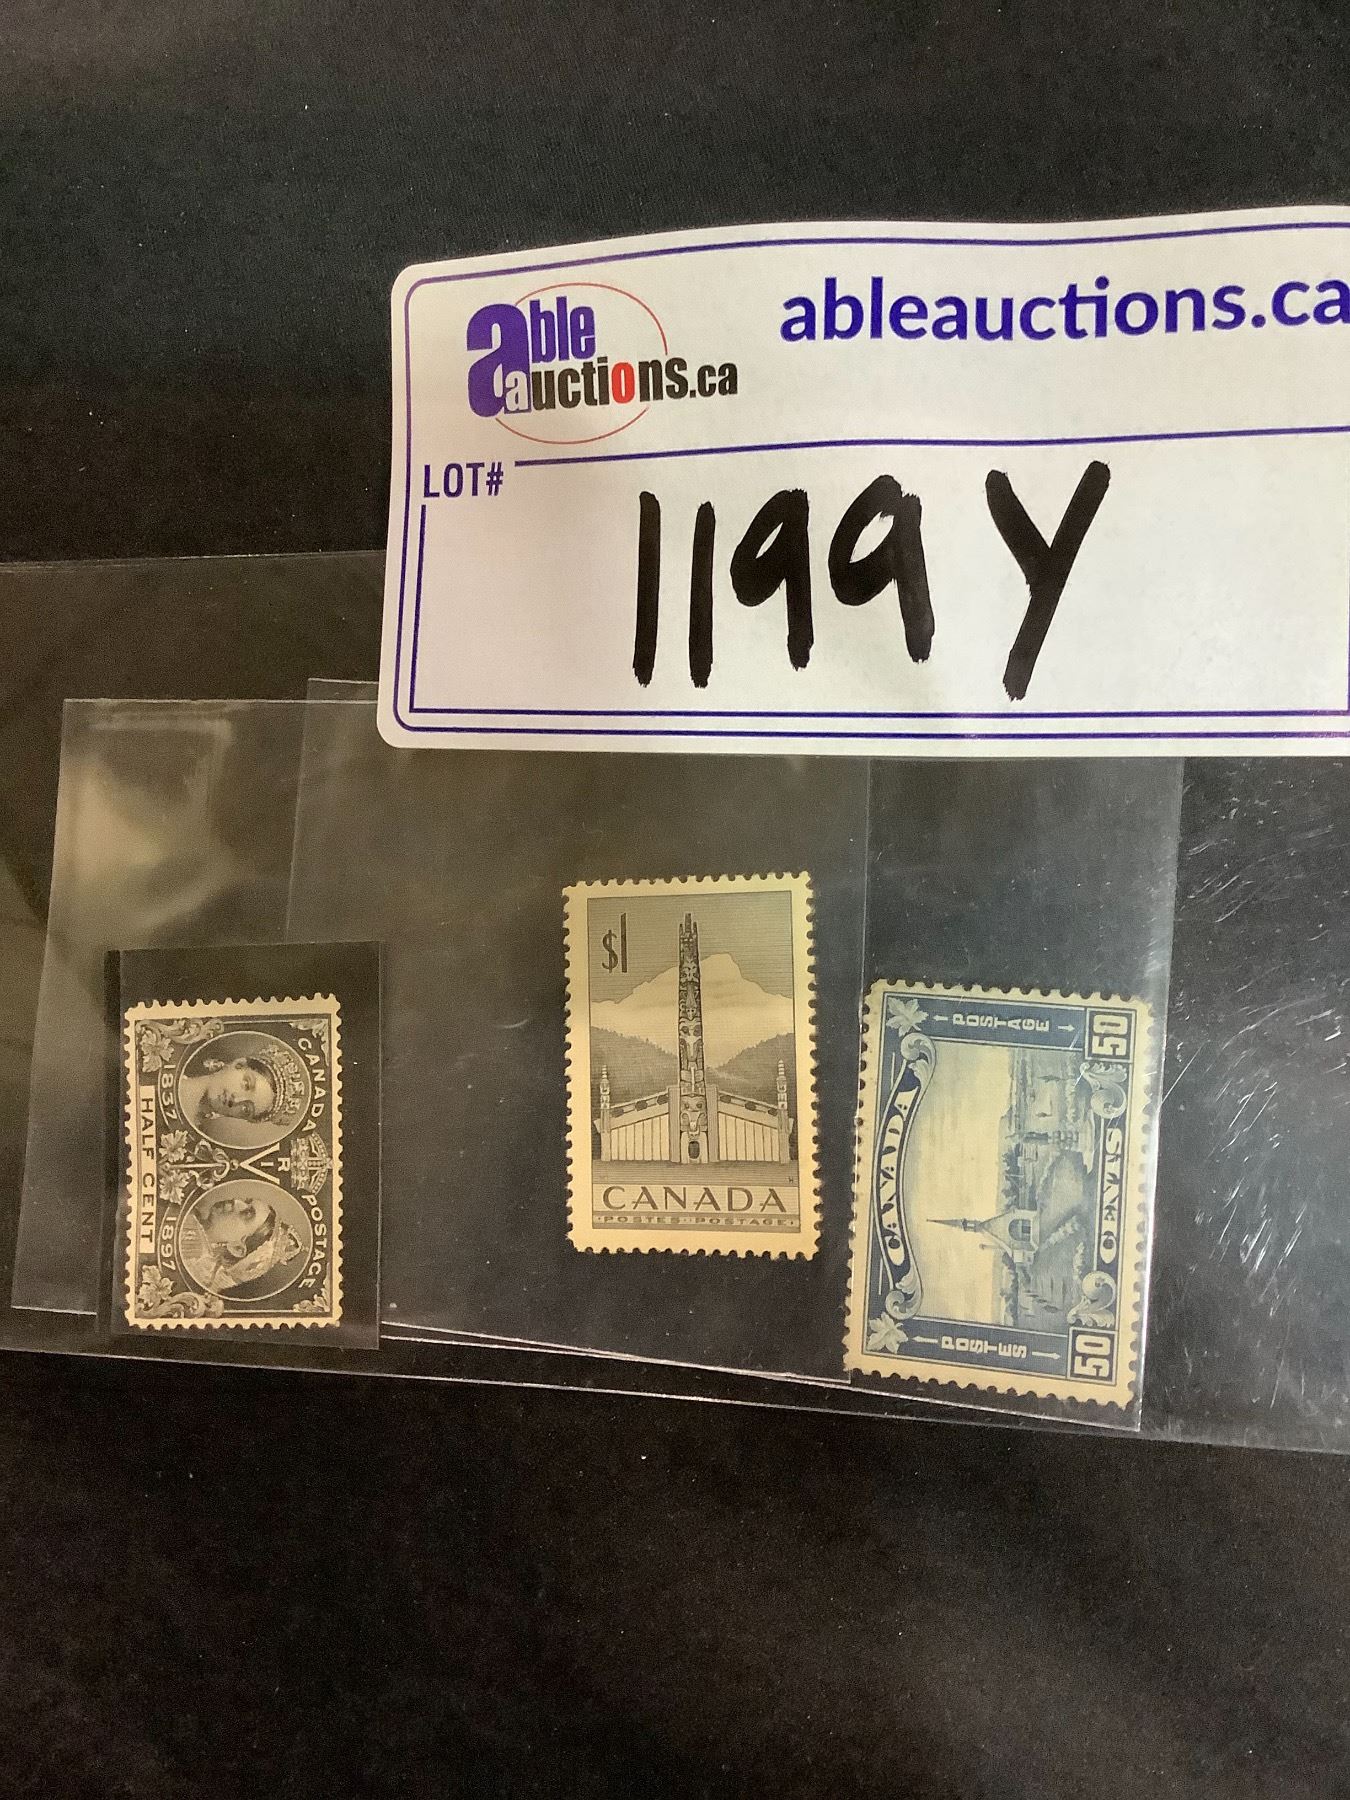 able
auctions.ca
ableauctions.ca
LOT#
1199Y
CANADA POSTAGE
V R I
1837 1897
HALF CENT
$1
CANADA
POSTES POSTAGE
POSTAGE
50
CANADA
CENTS
POSTES
50